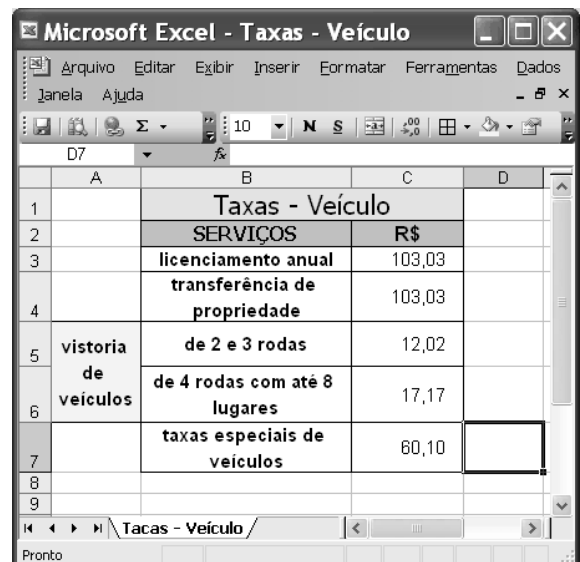 Microsoft Excel - Taxas - Veículo
Arquivo Editar Exibir Inserir Formatar Ferramentas Dados
Janela Ajuda
Σ 10 N S
D7 fx
A B C D
1 Taxas - Veículo
2 SERVIÇOS R$
3 licenciamento anual 103,03
transferência de
propriedade
4 103,03
vistoria
de
veículos
5 de 2 e 3 rodas 12,02
de 4 rodas com até 8
lugares
6 17,17
taxas especiais de
veículos
7 60,10
8
9
Tacas - Veículo
Pronto